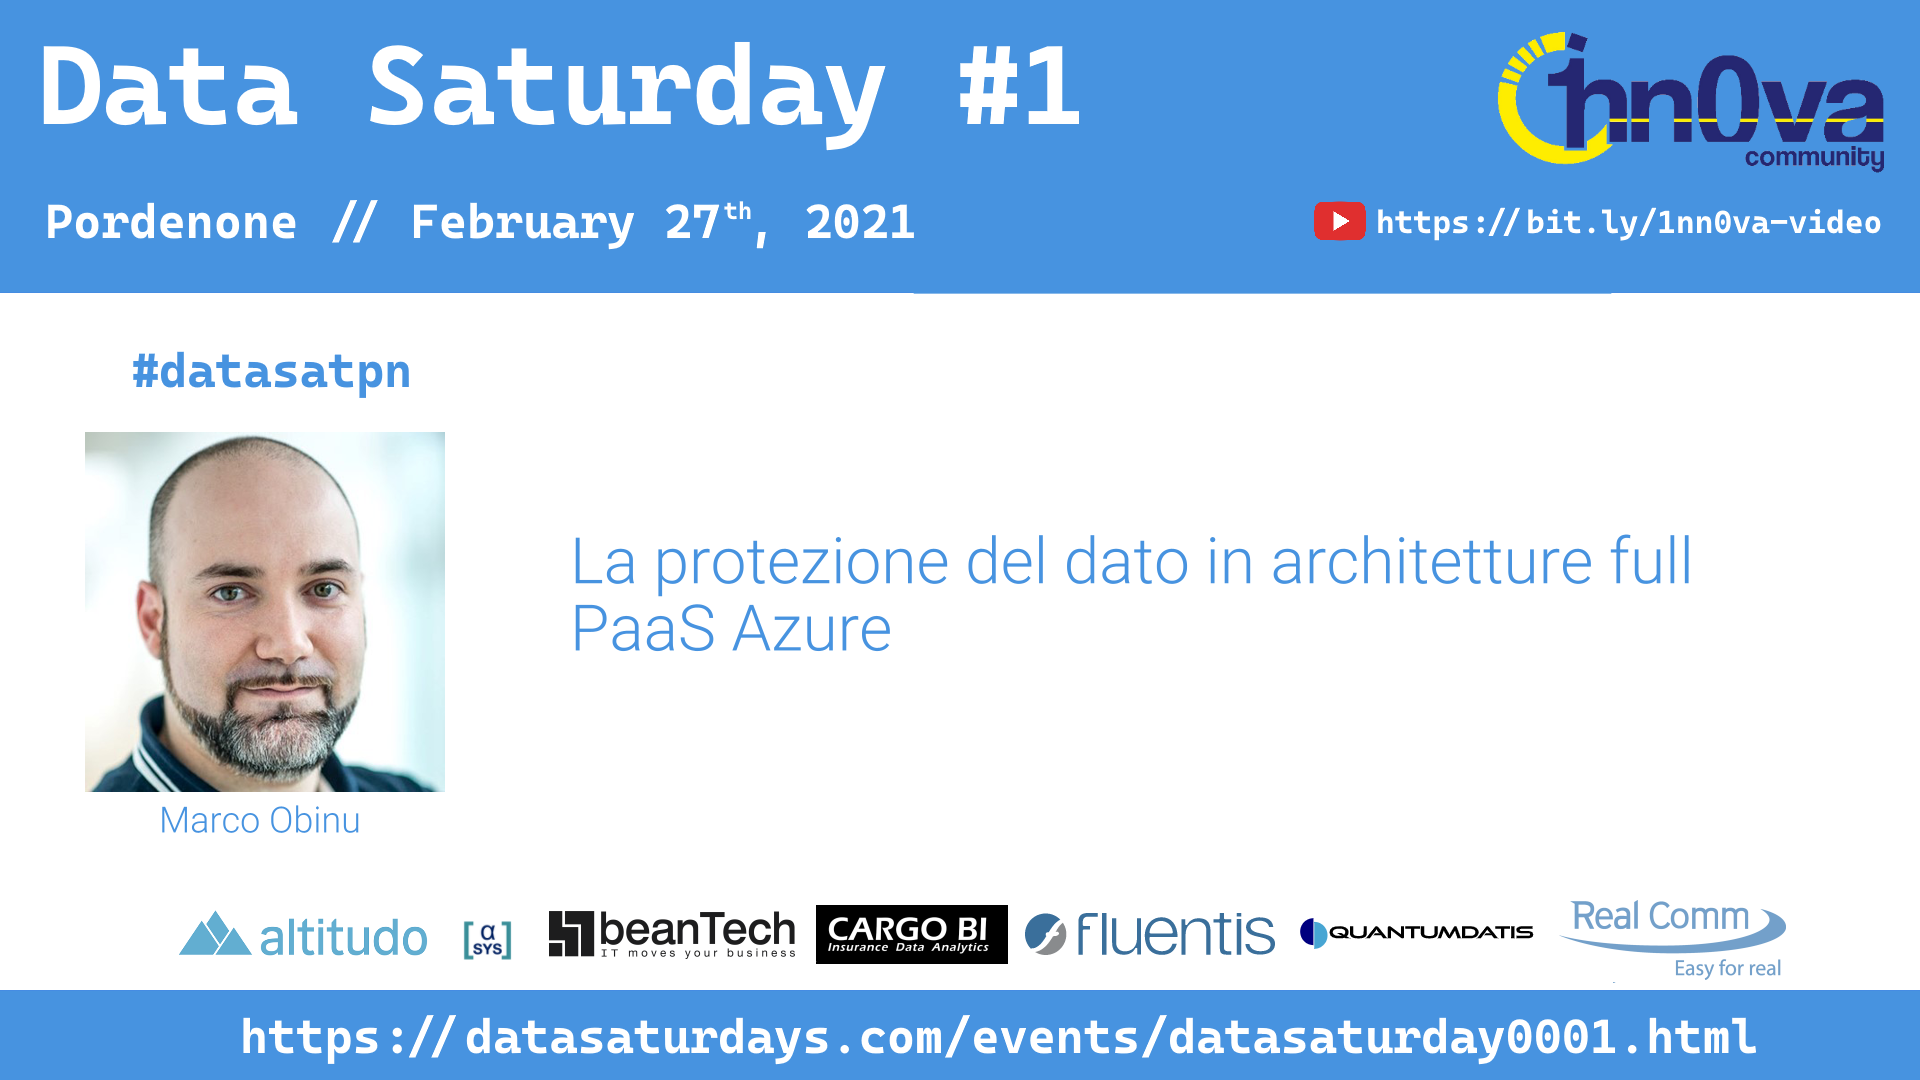 Data Saturday #1
1nn0va
community
Pordenone // February 27th, 2021
https://bit.ly/1nn0va-video
#datasatpn
La protezione del dato in architetture full
PaaS Azure
Marco Obinu
altitudo
[α
SYS]
beanTech
IT moves your business
CARGO BI
Insurance Data Analytics
fluentis
QUANTUMDATIS
Real Comm
Easy for real
https://datasaturdays.com/events/datasaturday0001.html